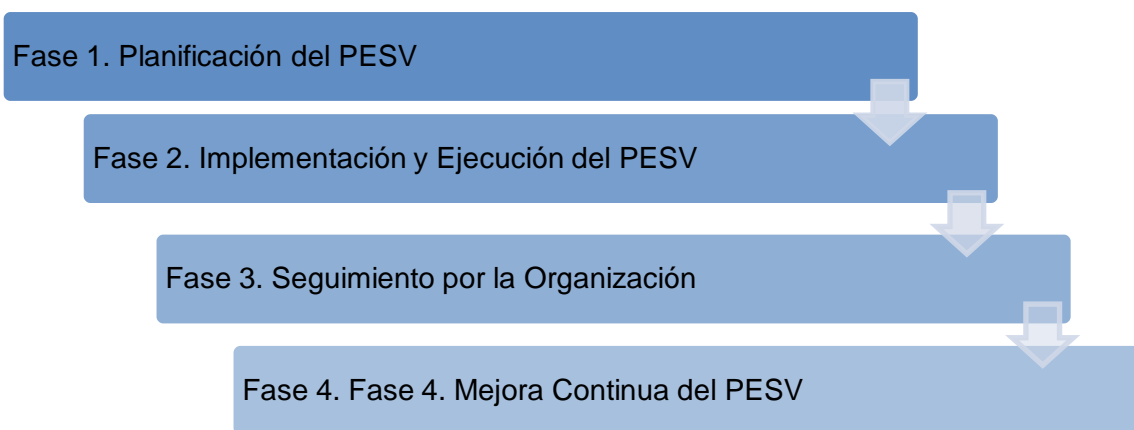 Fase 1. Planificación del PESV
Fase 2. Implementación y Ejecución del PESV
Fase 3. Seguimiento por la Organización
Fase 4. Fase 4. Mejora Continua del PESV